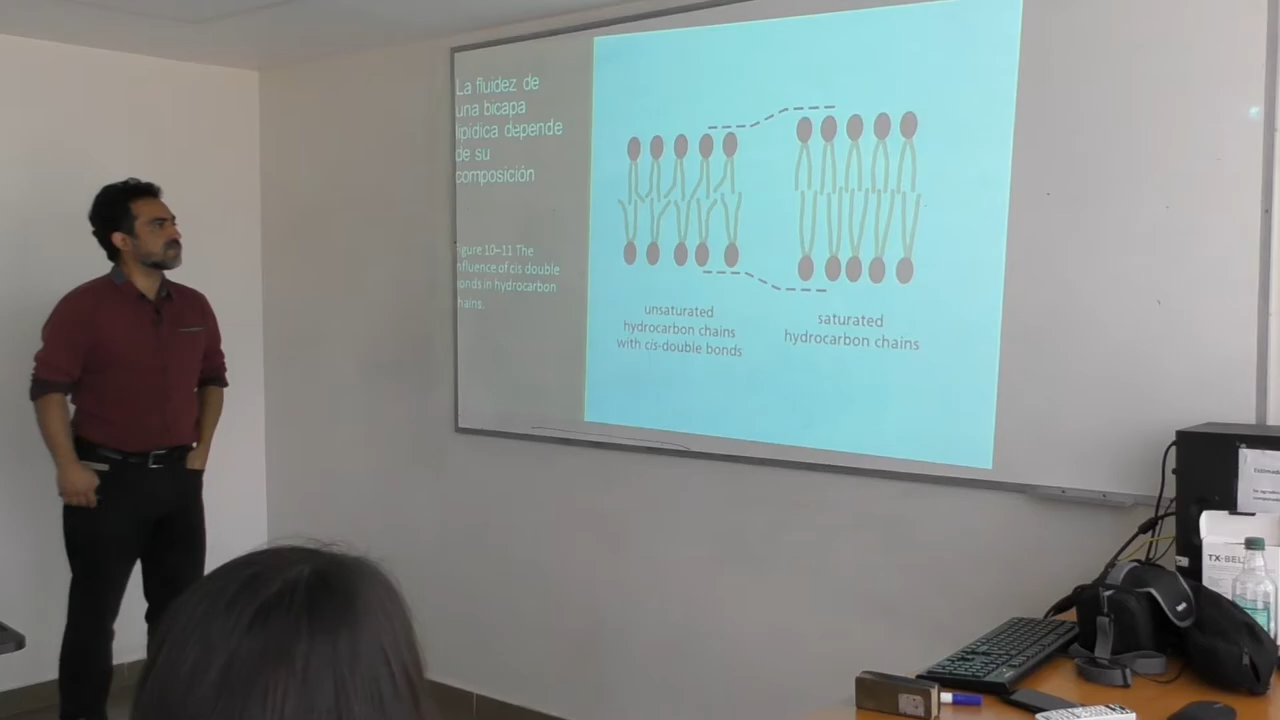 La fluidez de
una bicapa
lipídica depende
de su
composición
igure 10–11 The
nfluence of cis double
onds in hydrocarbon
hains.
unsaturated
hydrocarbon chains
with cis-double bonds
saturated
hydrocarbon chains
TX-BEL